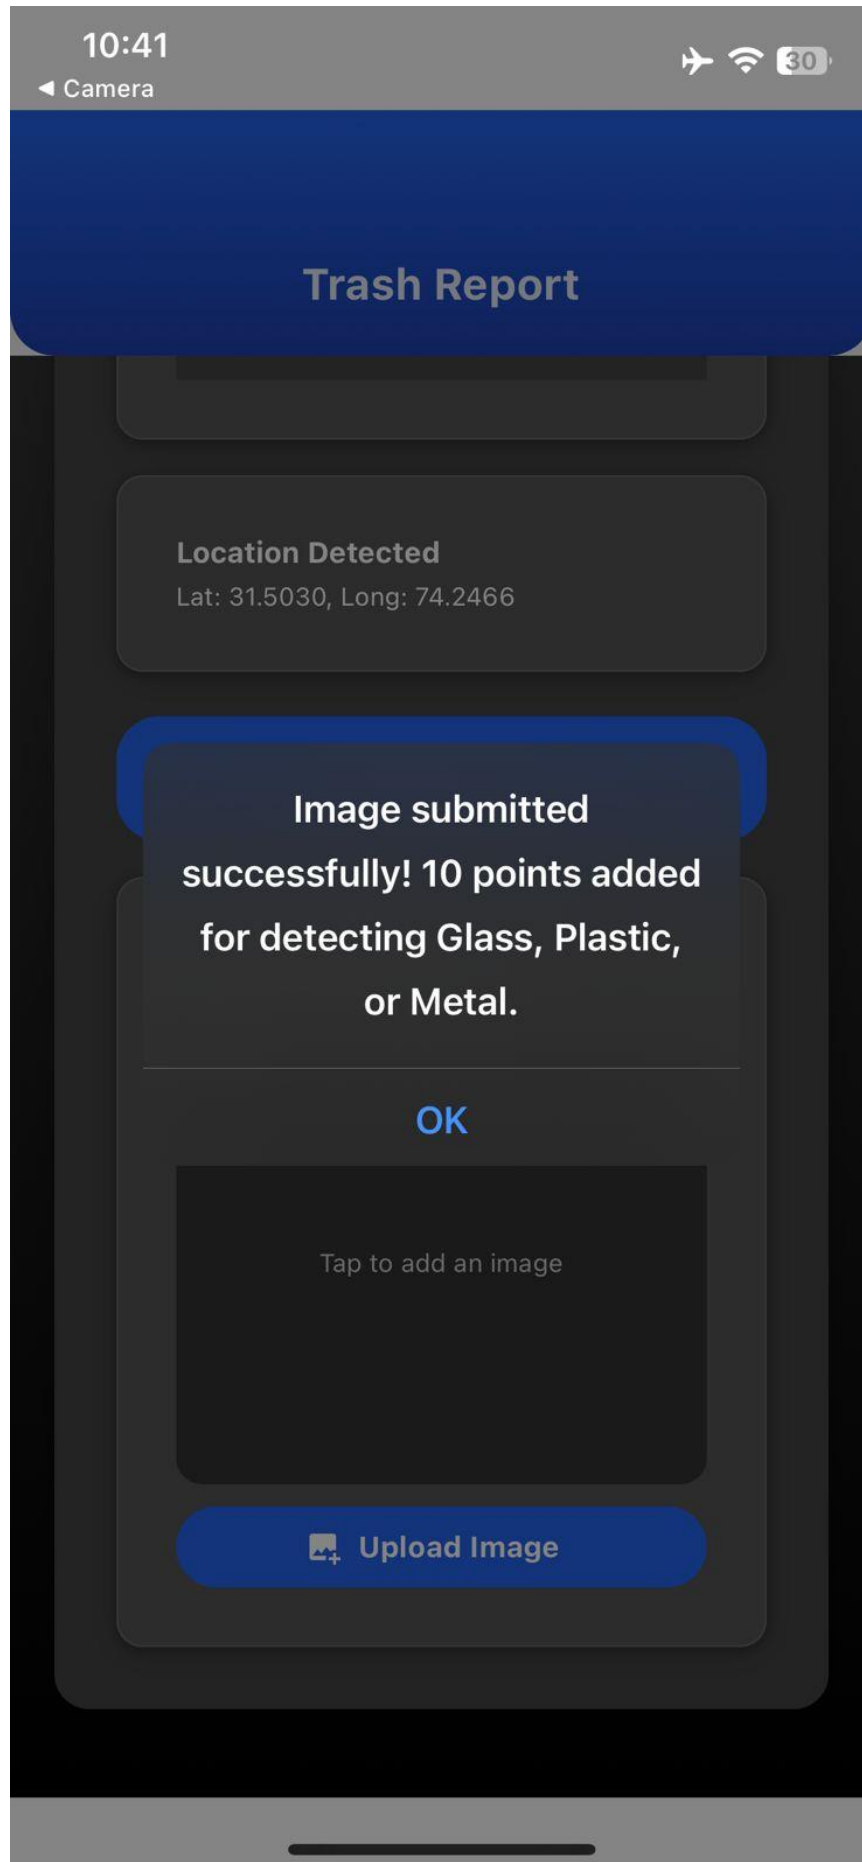 10:41
30
◀ Camera
Trash Report
Location Detected
Lat: 31.5030, Long: 74.2466
Image submitted
successfully! 10 points added
for detecting Glass, Plastic,
or Metal.
OK
Tap to add an image
Upload Image